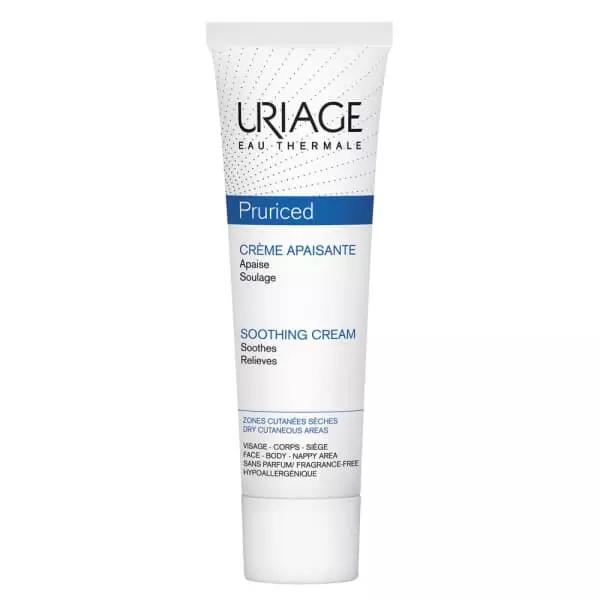 URIAGE
EAU THERMALE
Pruriced
CRÈME APAISANTE
Apaise
Soulage
SOOTHING CREAM
Soothes
Relieves
ZONES CUTANÉES SÈCHES
DRY CUTANEOUS AREAS
VISAGE - CORPS - SIÈGE
FACE - BODY - NAPPY AREA
SANS PARFUM/ FRAGRANCE-FREE
HYPOALLERGÉNIQUE